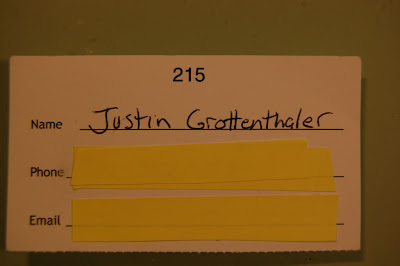 215
Name Justin Grottenthaler
Phone
Email